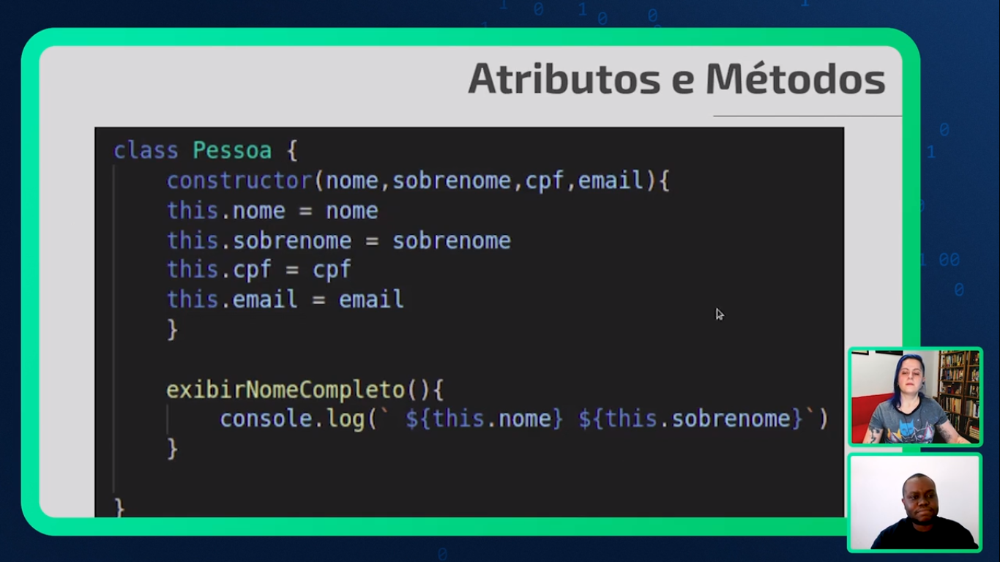 Atributos e Métodos
class Pessoa {
constructor(nome,sobrenome,cpf,email){
this.nome = nome
this.sobrenome = sobrenome
this.cpf = cpf
this.email = email
}
exibirNomeCompleto(){
console.log(` ${this.nome} ${this.sobrenome}`)
}
}